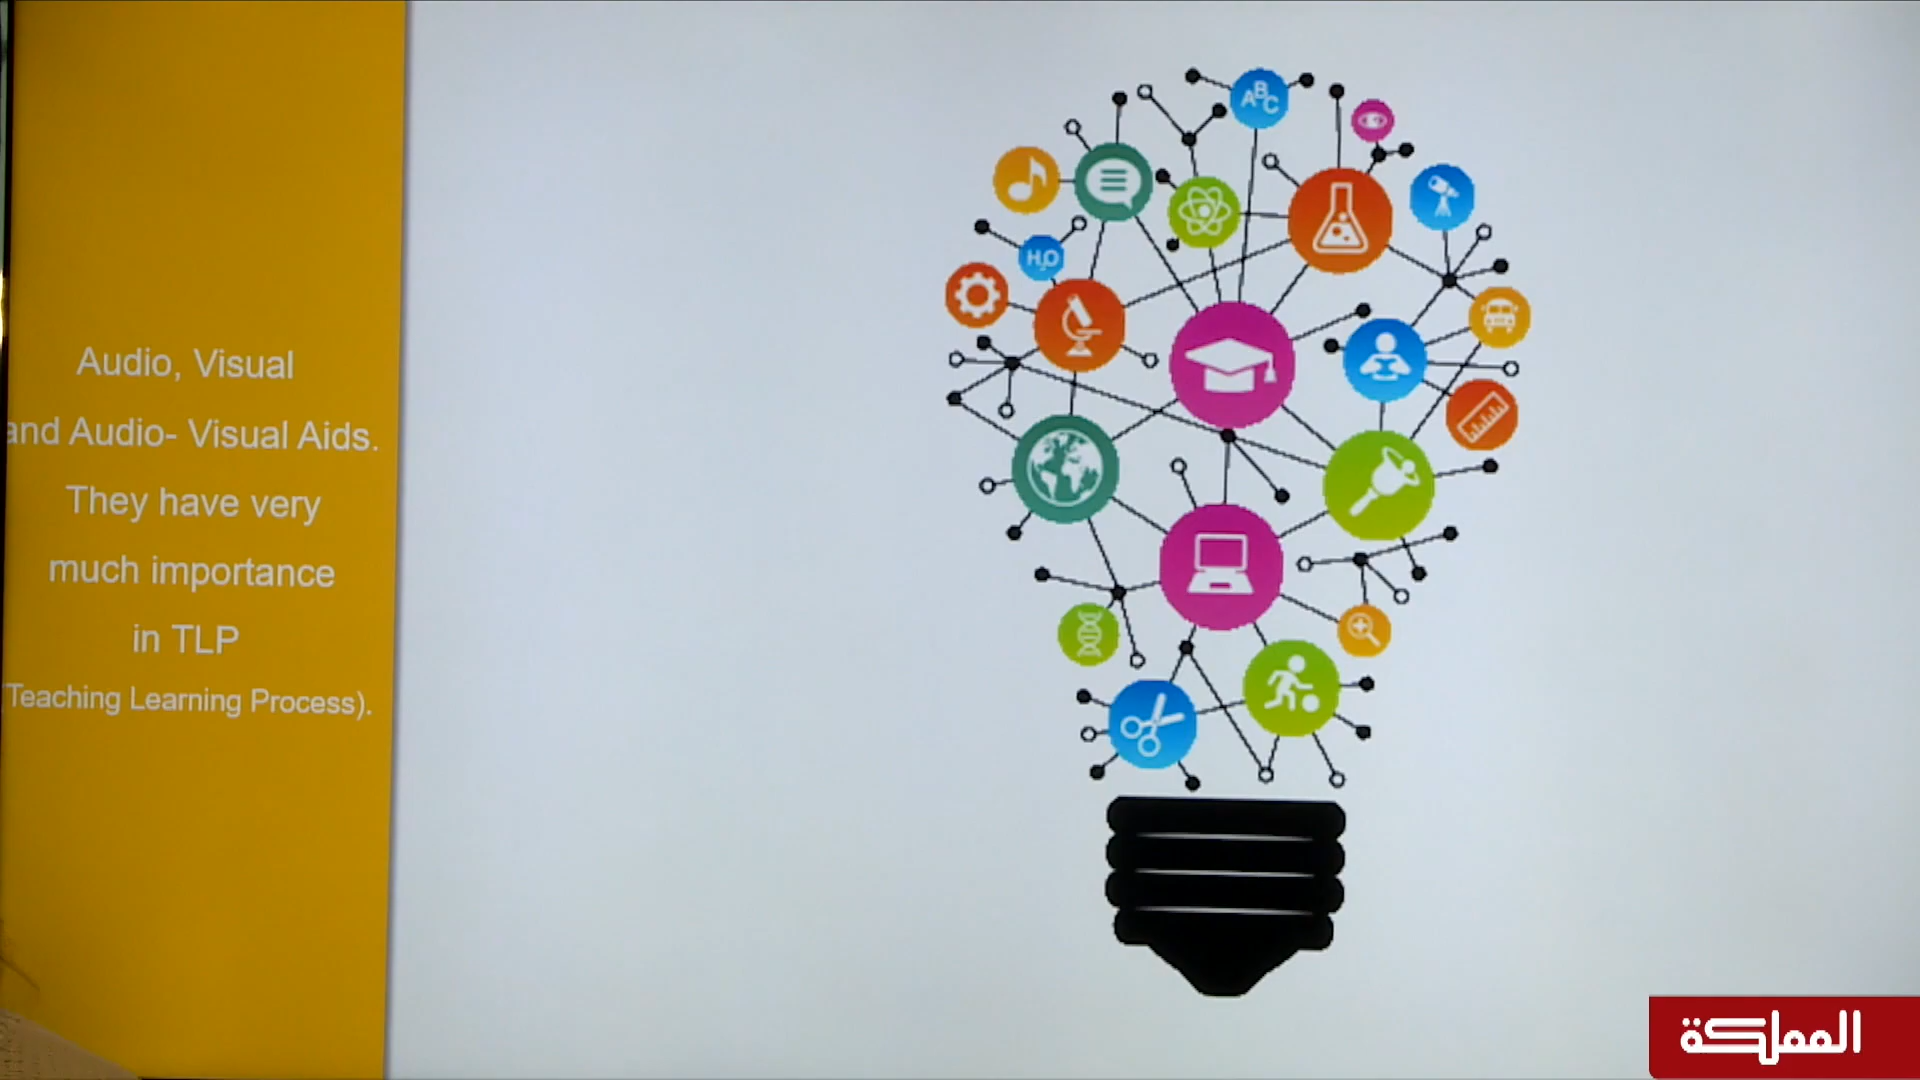 Audio, Visual
and Audio- Visual Aids.
They have very
much importance
in TLP
Teaching Learning Process).
ABC
H₂O
المملكة